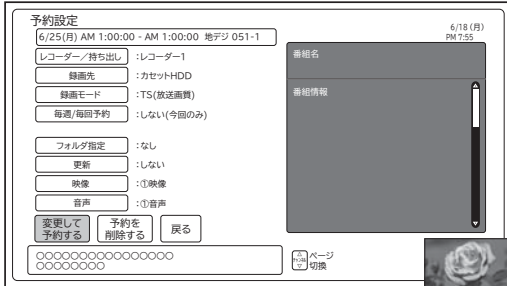 予約設定
6/18 (月)
PM 7:55
6/25(月) AM 1:00:00 - AM 1:00:00 地デジ 051-1
レコーダー／持ち出し :レコーダー1
録画先 :カセットHDD
録画モード :TS(放送画質)
毎週/毎回予約 :しない(今回のみ)
フォルダ指定 :なし
更新 :しない
映像 :①映像
音声 :①音声
変更して
予約する
予約を
削除する
戻る
番組名
番組情報
○○○○○○○○○○○○○○○
○○○○○○○○
チャンネル
ページ
切換